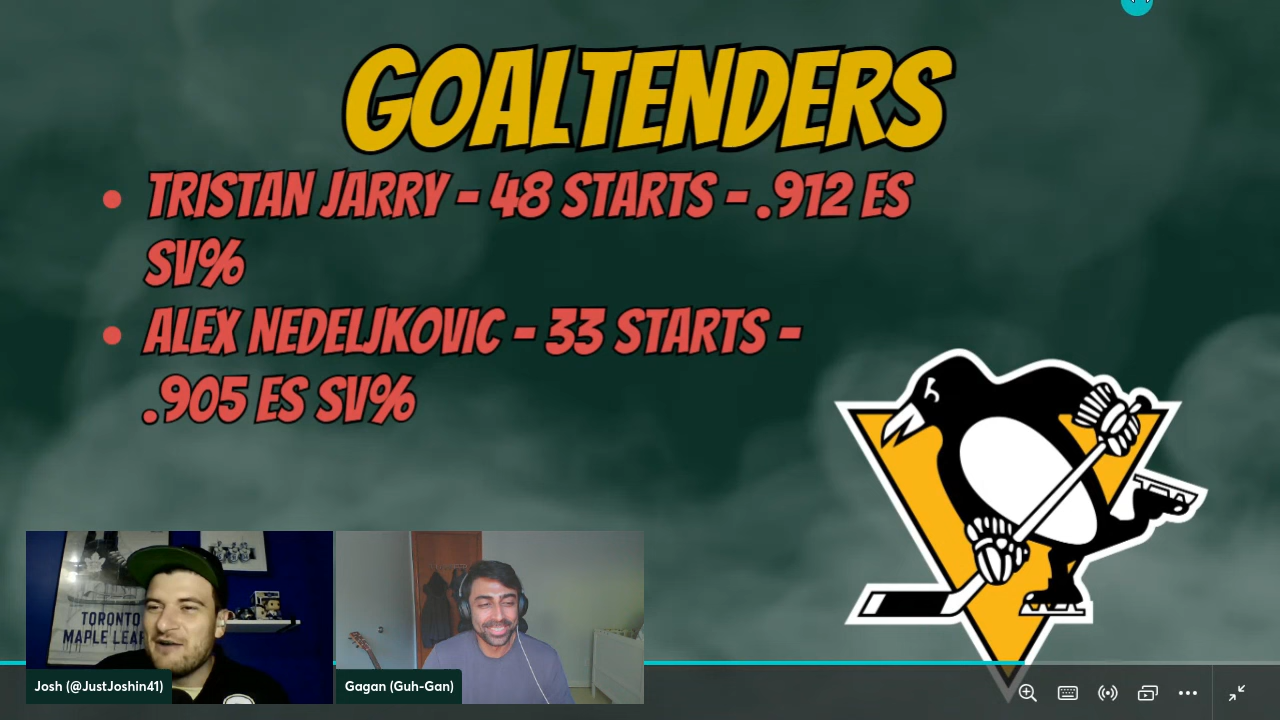 GOALTENDERS
• TRISTAN JARRY - 48 STARTS - .912 ES
SV%
• ALEX NEDELJKOVIC - 33 STARTS -
.905 ES SV%
TORONTO
MAPLE LEAF
Josh (@JustJoshin41)
Gagan (Guh-Gan)